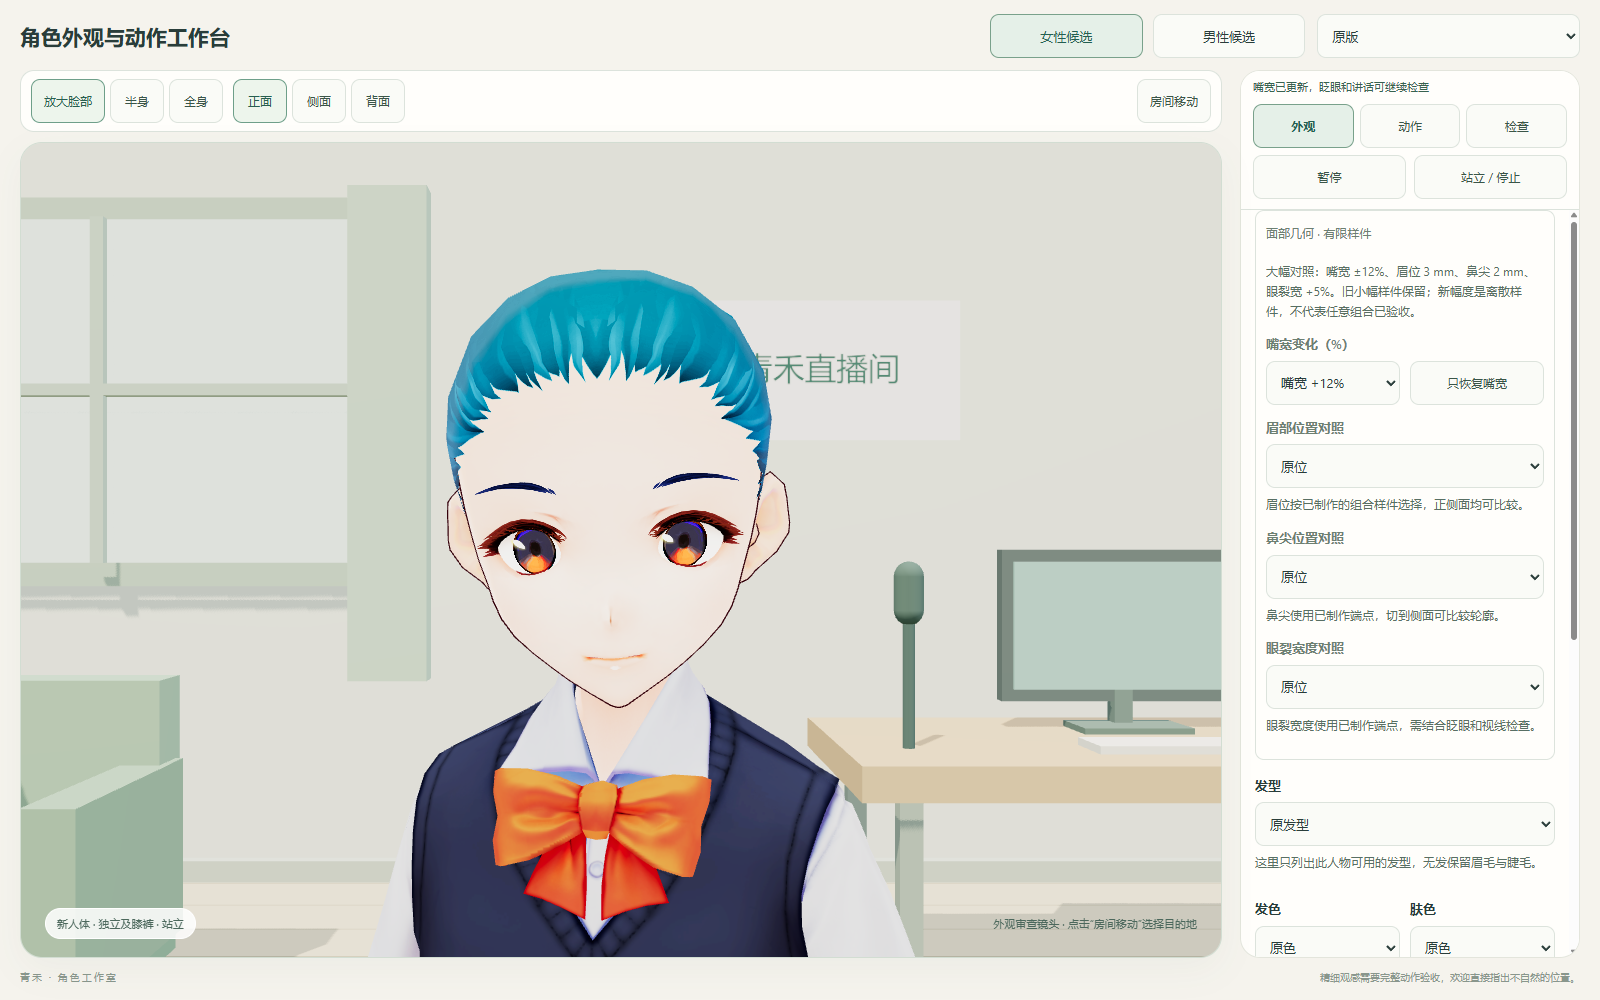 角色外观与动作工作台
女性候选
男性候选
原版
放大脸部
半身
全身
正面
侧面
背面
房间移动
青禾直播间
新人体 · 独立及膝裤 · 站立
外观审查镜头 · 点击“房间移动”选择目的地
嘴宽已更新，眨眼和讲话可继续检查
外观
动作
检查
暂停
站立 / 停止
面部几何 · 有限样件
大幅对照：嘴宽 ±12%、眉位 3 mm、鼻尖 2 mm、
眼裂宽 +5%。旧小幅样件保留；新幅度是离散样
件，不代表任意组合已验收。
嘴宽变化（%）
嘴宽 +12%
只恢复嘴宽
眉部位置对照
原位
眉位按已制作的组合样件选择，正侧面均可比较。
鼻尖位置对照
原位
鼻尖使用已制作端点，切到侧面可比较轮廓。
眼裂宽度对照
原位
眼裂宽度使用已制作端点，需结合眨眼和视线检查。
发型
原发型
这里只列出此人物可用的发型，无发保留眉毛与睫毛。
发色
肤色
原色
原色
青禾 · 角色工作室
精细观感需要完整动作验收，欢迎直接指出不自然的位置。